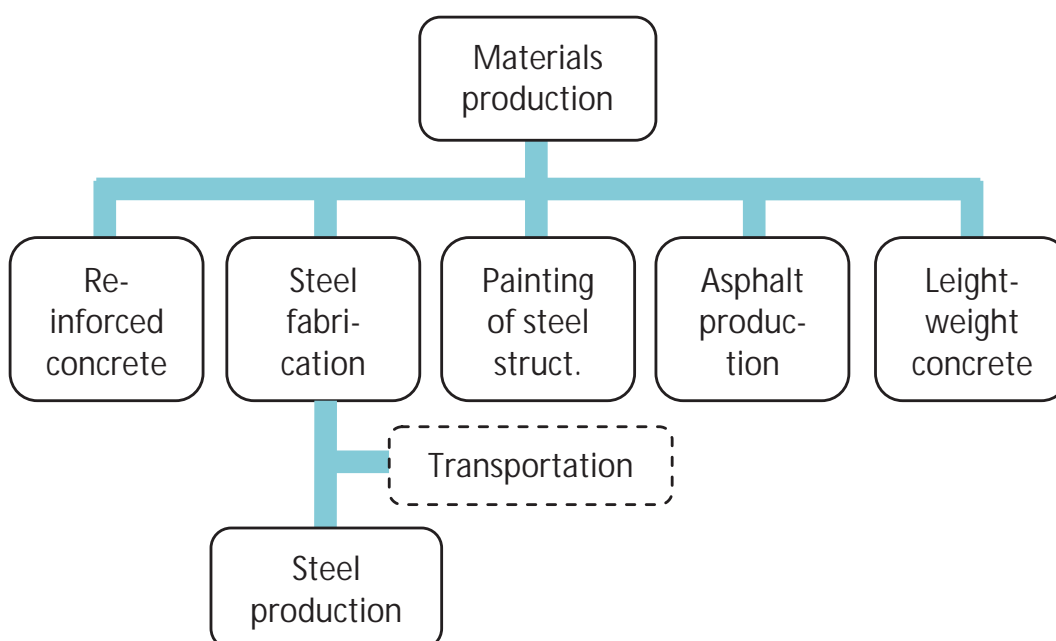 Materials
production
Re-
inforced
concrete
Steel
fabri-
cation
Painting
of steel
struct.
Asphalt
produc-
tion
Leight-
weight
concrete
Transportation
Steel
production